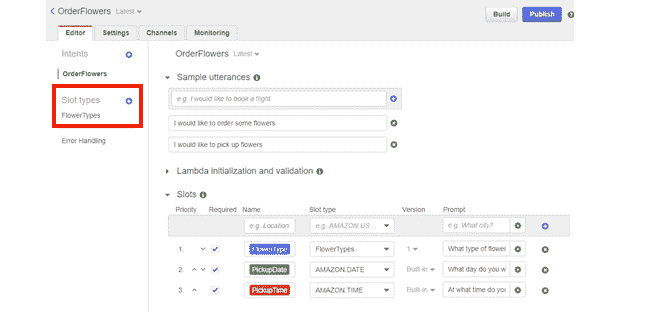 OrderFlowers Latest
Build Publish
Editor Settings Channels Monitoring
Intents
OrderFlowers
Slot types
FlowerTypes
Error Handling
OrderFlowers Latest
Sample utterances
e.g. I would like to book a flight.
I would like to order some flowers
I would like to pick up flowers
Lambda initialization and validation
Slots
Priority Required Name Slot type Version Prompt
e.g. Location e.g. AMAZON.US... e.g. What city?
1. FlowerType FlowerTypes 1 What type of flower
2. PickupDate AMAZON.DATE Built-in What day do you w
3. PickupTime AMAZON.TIME Built-in At what time do you